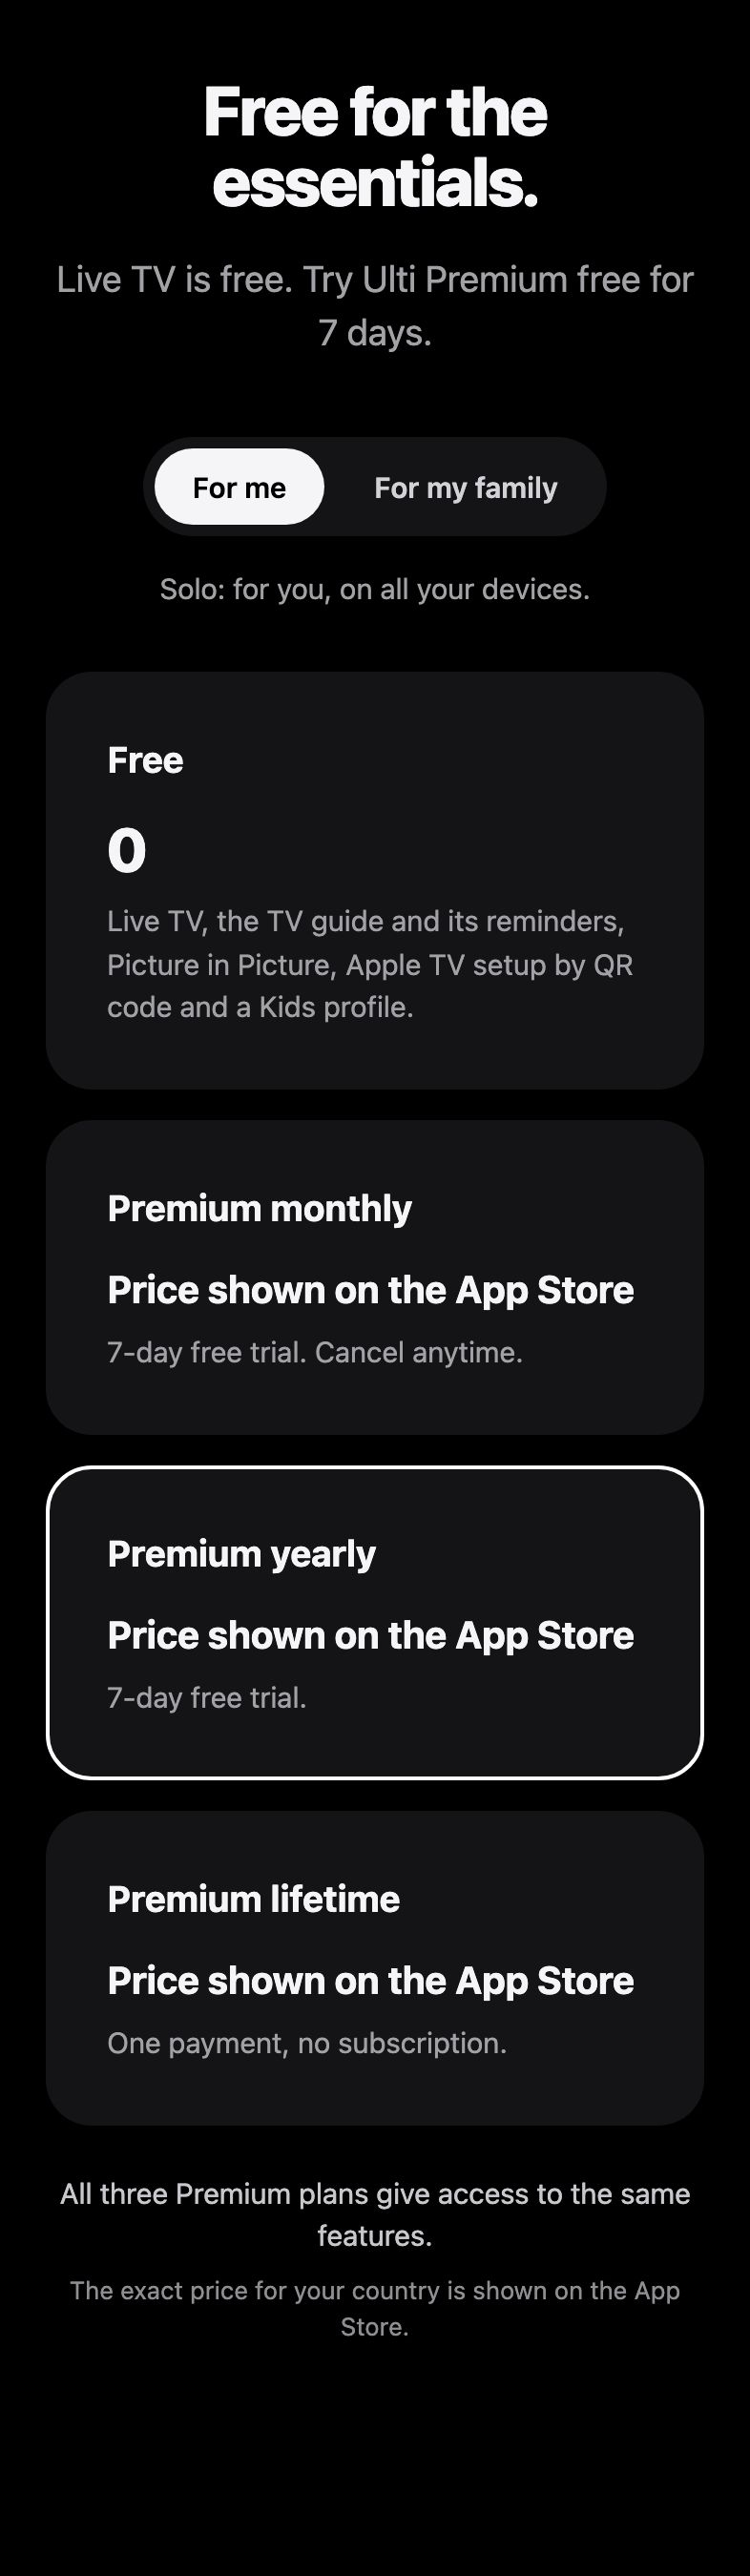 Free for the
essentials.
Live TV is free. Try Ulti Premium free for
7 days.
For me
For my family
Solo: for you, on all your devices.
Free
0
Live TV, the TV guide and its reminders,
Picture in Picture, Apple TV setup by QR
code and a Kids profile.
Premium monthly
Price shown on the App Store
7-day free trial. Cancel anytime.
Premium yearly
Price shown on the App Store
7-day free trial.
Premium lifetime
Price shown on the App Store
One payment, no subscription.
All three Premium plans give access to the same
features.
The exact price for your country is shown on the App
Store.